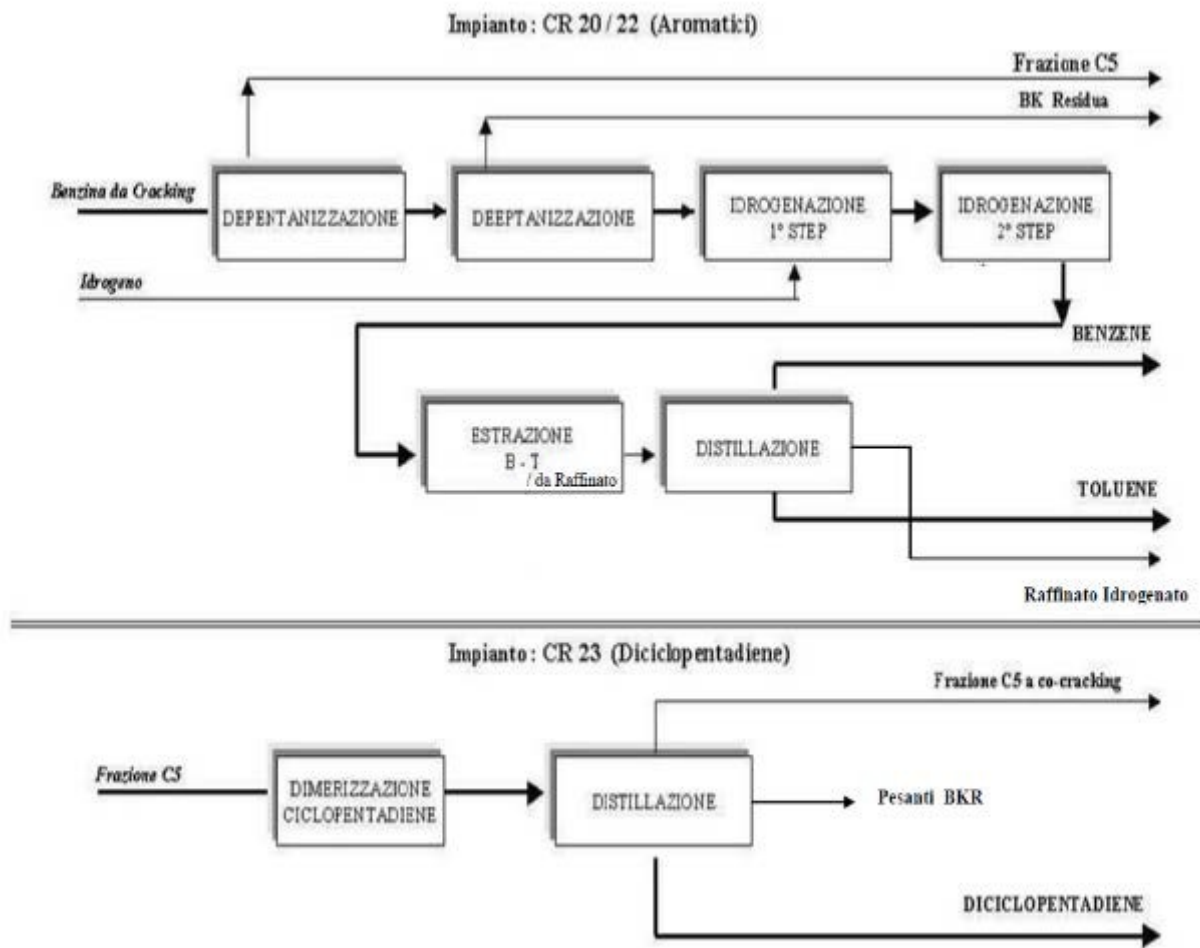 Impianto : CR 20 / 22 (Aromatici)
Frazione C5
BK Residua
Benzina da Cracking
DEPENTANIZZAZIONE
DEEPTANIZZAZIONE
IDROGENAZIONE
1° STEP
IDROGENAZIONE
2° STEP
Idrogeno
BENZENE
ESTRAZIONE
B - T
/ da Raffinato
DISTILLAZIONE
TOLUENE
Raffinato Idrogenato
Impianto : CR 23 (Diciclopentadiene)
Frazione C5 a co-cracking
Frazione C5
DIMERIZZAZIONE
CICLOPENTADIENE
DISTILLAZIONE
Pesanti BKR
DICICLOPENTADIENE